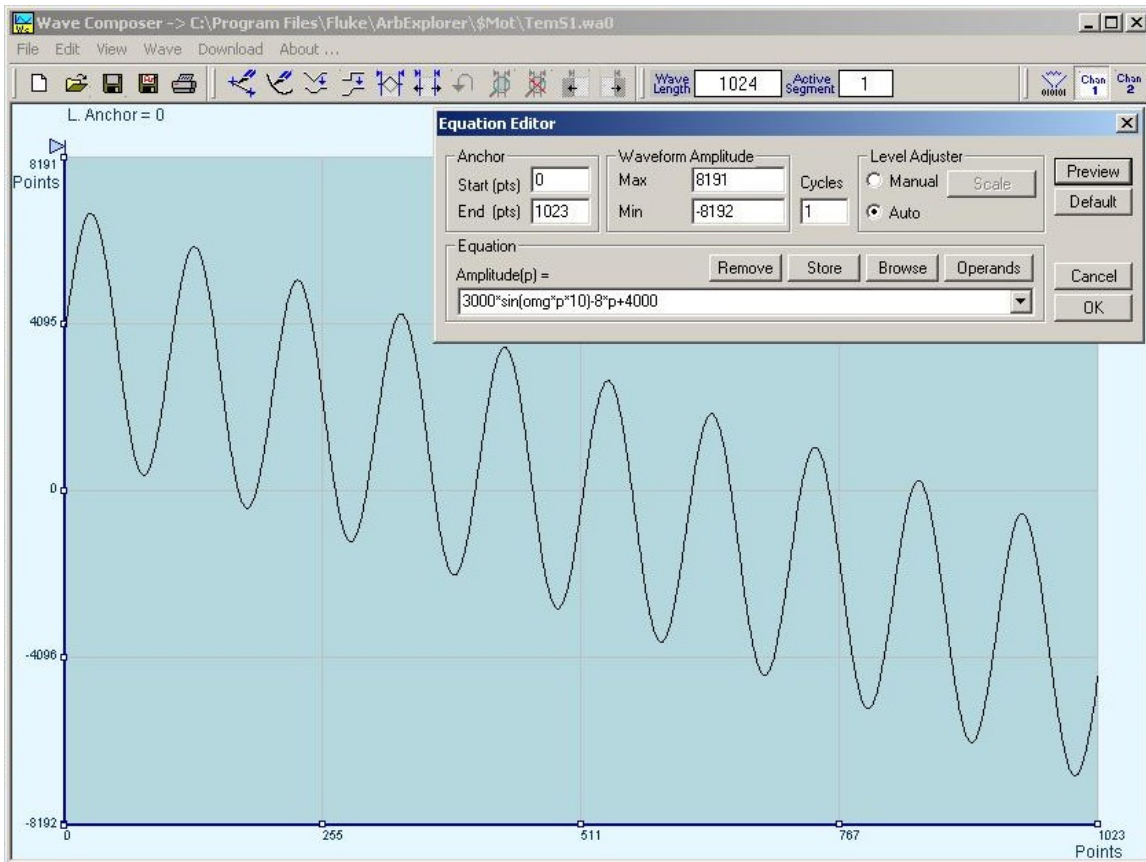 Wave Composer -> C:\Program Files\Fluke\ArbExplorer\$Mot\Tem51.wa0
File Edit View Wave Download About ...
Wave Length 1024 Active Segment 1 Chan 1 Chan 2
L. Anchor = 0
Equation Editor
Anchor
Start (pts) 0
End (pts) 1023
Waveform Amplitude
Max 8191
Min -8192
Cycles
1
Level Adjuster
Manual Scale
Auto
Preview
Default
Equation
Amplitude(p) = Remove Store Browse Operands
3000*sin(omg*p*10)-8*p+4000
Cancel
OK
8191
Points
4095
0
-4096
-8192
0 255 511 767 1023
Points